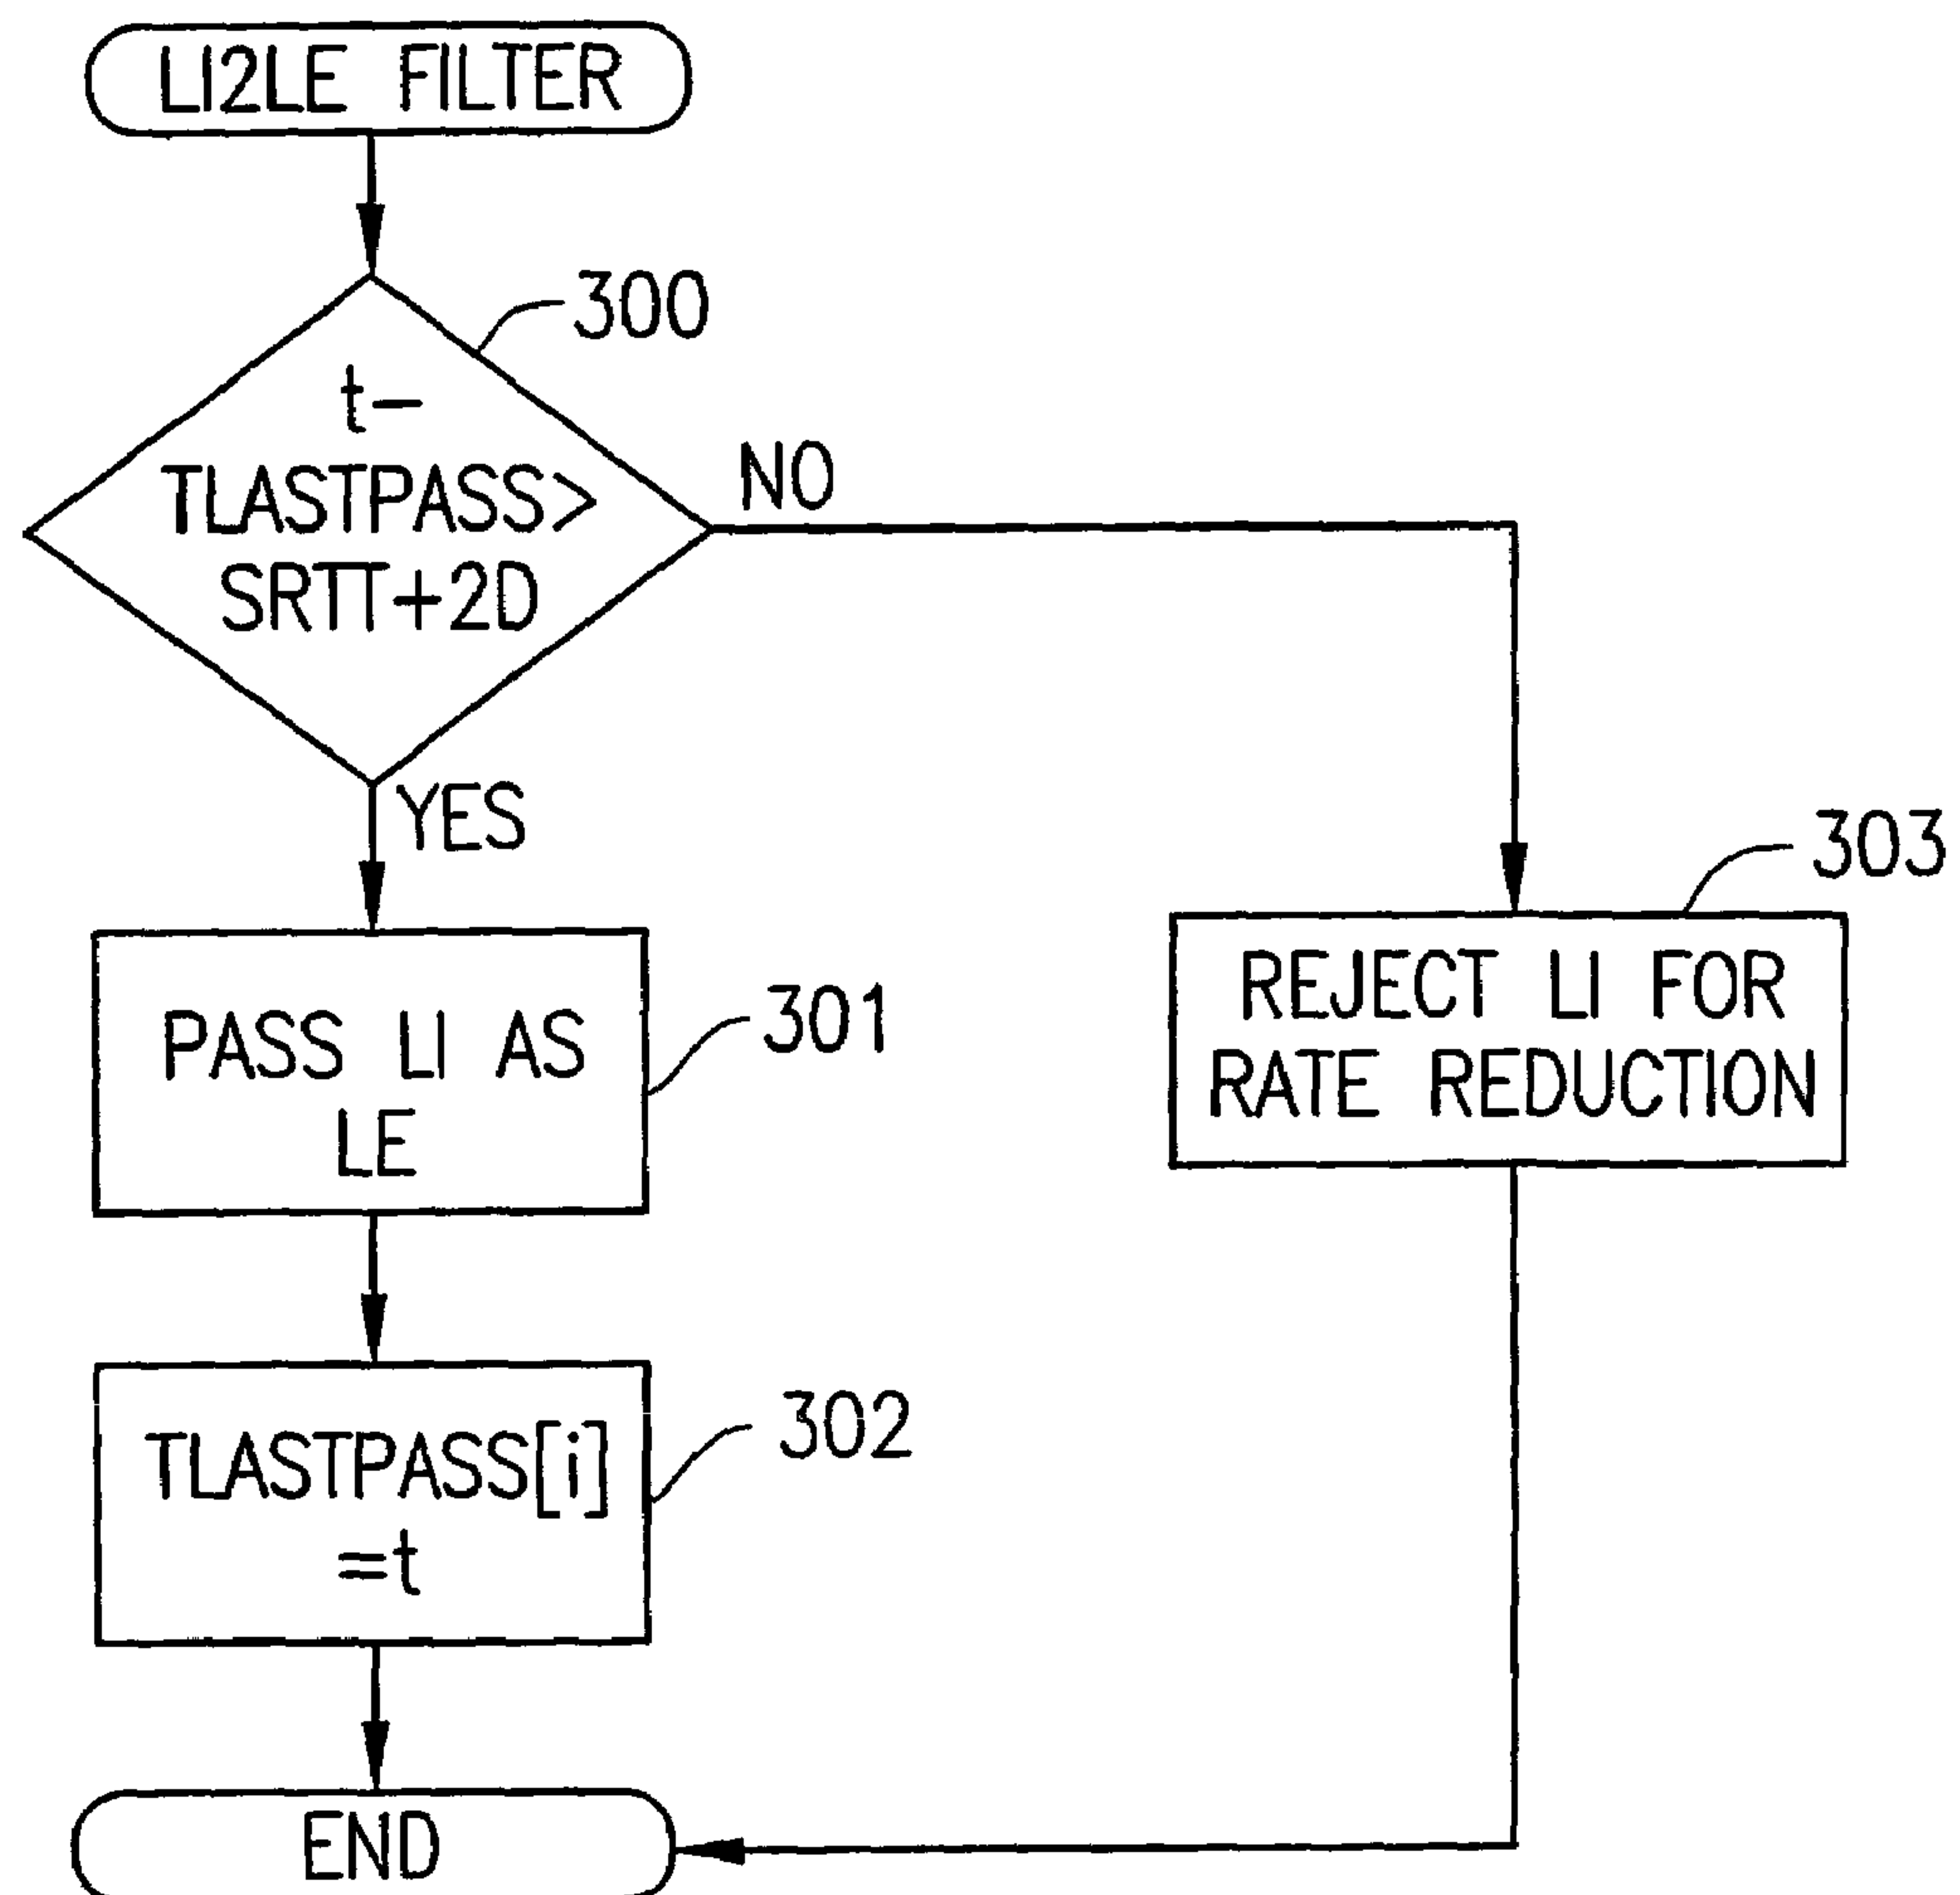 LI2LE FILTER
300
t-
TLASTPASS>
SRTT+2D
NO
YES
303
REJECT LI FOR
RATE REDUCTION
PASS LI AS
LE
301
TLASTPASS[i]
=t
302
END